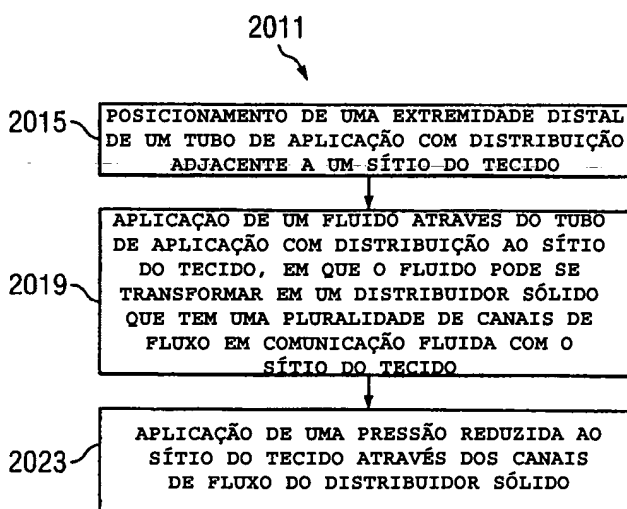 2011
2015
POSICIONAMENTO DE UMA EXTREMIDADE DISTAL
DE UM TUBO DE APLICAÇÃO COM DISTRIBUIÇÃO
ADJACENTE A UM SÍTIO DO TECIDO
2019
APLICAÇÃO DE UM FLUIDO ATRAVÉS DO TUBO
DE APLICAÇÃO COM DISTRIBUIÇÃO AO SÍTIO
DO TECIDO, EM QUE O FLUIDO PODE SE
TRANSFORMAR EM UM DISTRIBUIDOR SÓLIDO
QUE TEM UMA PLURALIDADE DE CANAIS DE
FLUXO EM COMUNICAÇÃO FLUIDA COM O
SÍTIO DO TECIDO
2023
APLICAÇÃO DE UMA PRESSÃO REDUZIDA AO
SÍTIO DO TECIDO ATRAVÉS DOS CANAIS
DE FLUXO DO DISTRIBUIDOR SÓLIDO